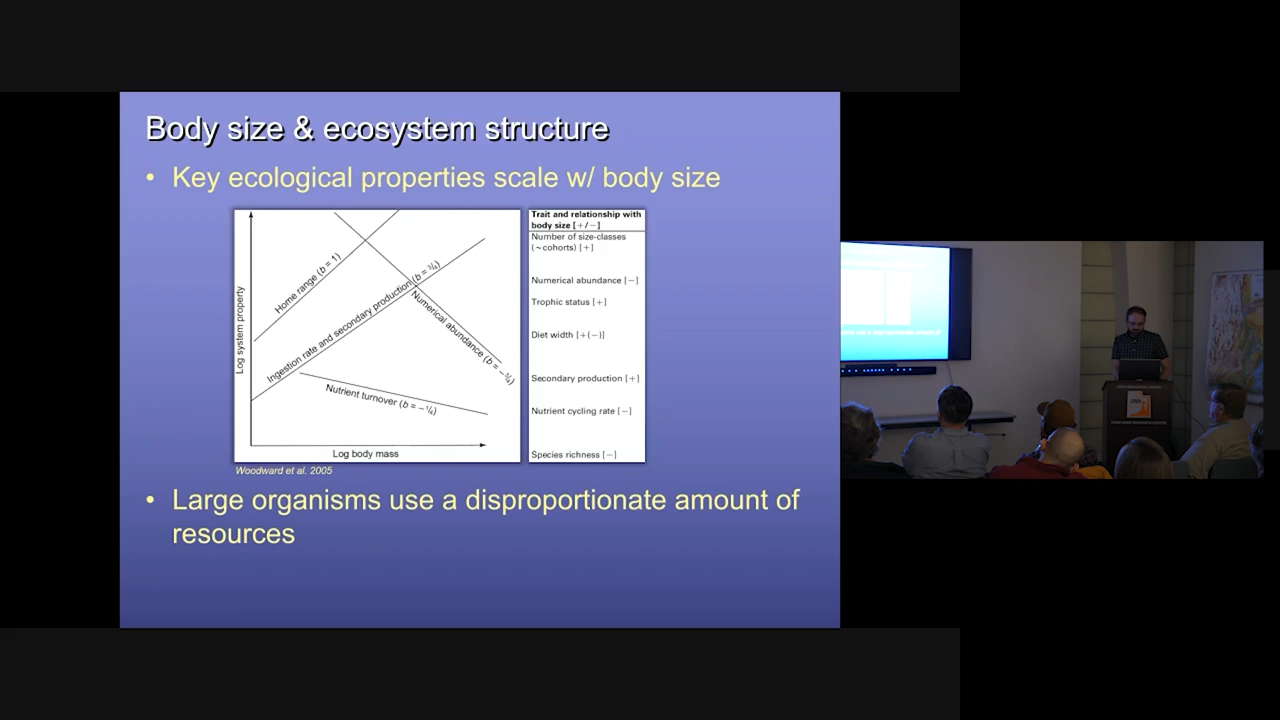 Body size & ecosystem structure
• Key ecological properties scale w/ body size
Log system property
Home range (b = 1)
Ingestion rate and secondary production (b = ¾)
Numerical abundance (b = −¾)
Nutrient turnover (b = −¼)
Log body mass
Trait and relationship with
body size [+/−]
Number of size-classes
(~cohorts) [+]
Numerical abundance [−]
Trophic status [+]
Diet width [+(−)]
Secondary production [+]
Nutrient cycling rate [−]
Species richness [−]
Woodward et al. 2005
• Large organisms use a disproportionate amount of
resources